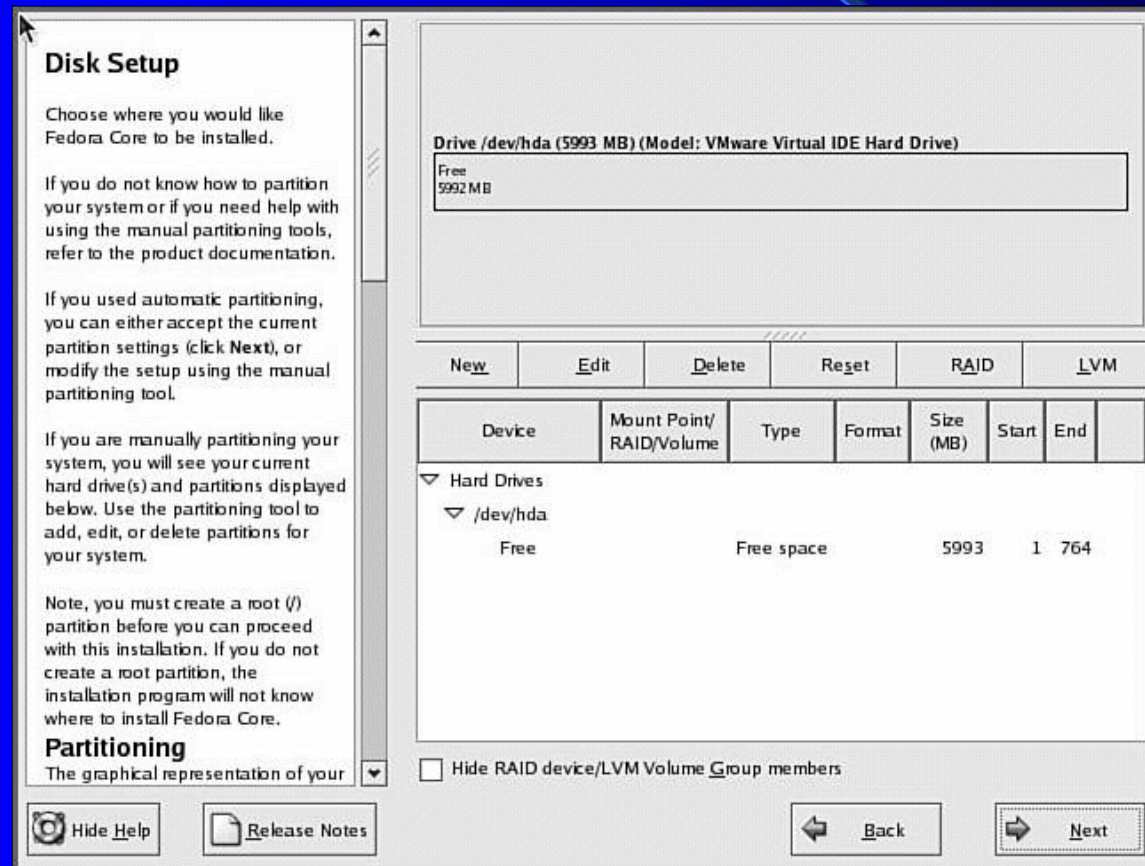 Disk Setup
Choose where you would like
Fedora Core to be installed.
If you do not know how to partition
your system or if you need help with
using the manual partitioning tools,
refer to the product documentation.
If you used automatic partitioning,
you can either accept the current
partition settings (click Next), or
modify the setup using the manual
partitioning tool.
If you are manually partitioning your
system, you will see your current
hard drive(s) and partitions displayed
below. Use the partitioning tool to
add, edit, or delete partitions for
your system.
Note, you must create a root (/)
partition before you can proceed
with this installation. If you do not
create a root partition, the
installation program will not know
where to install Fedora Core.
Partitioning
The graphical representation of your
Drive /dev/hda (5993 MB) (Model: VMware Virtual IDE Hard Drive)
Free
5992 MB
New Edit Delete Reset RAID LVM
Device Mount Point/ RAID/Volume Type Format Size (MB) Start End
Hard Drives
/dev/hda
Free Free space 5993 1 764
Hide RAID device/LVM Volume Group members
Hide Help Release Notes Back Next